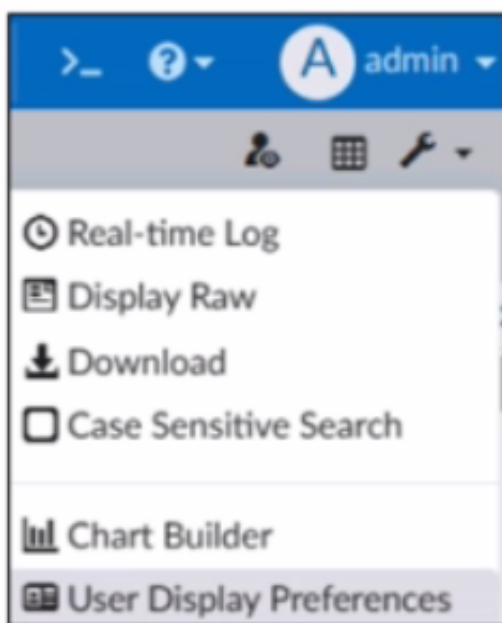 >_ ? A admin
Real-time Log
Display Raw
Download
Case Sensitive Search
Chart Builder
User Display Preferences